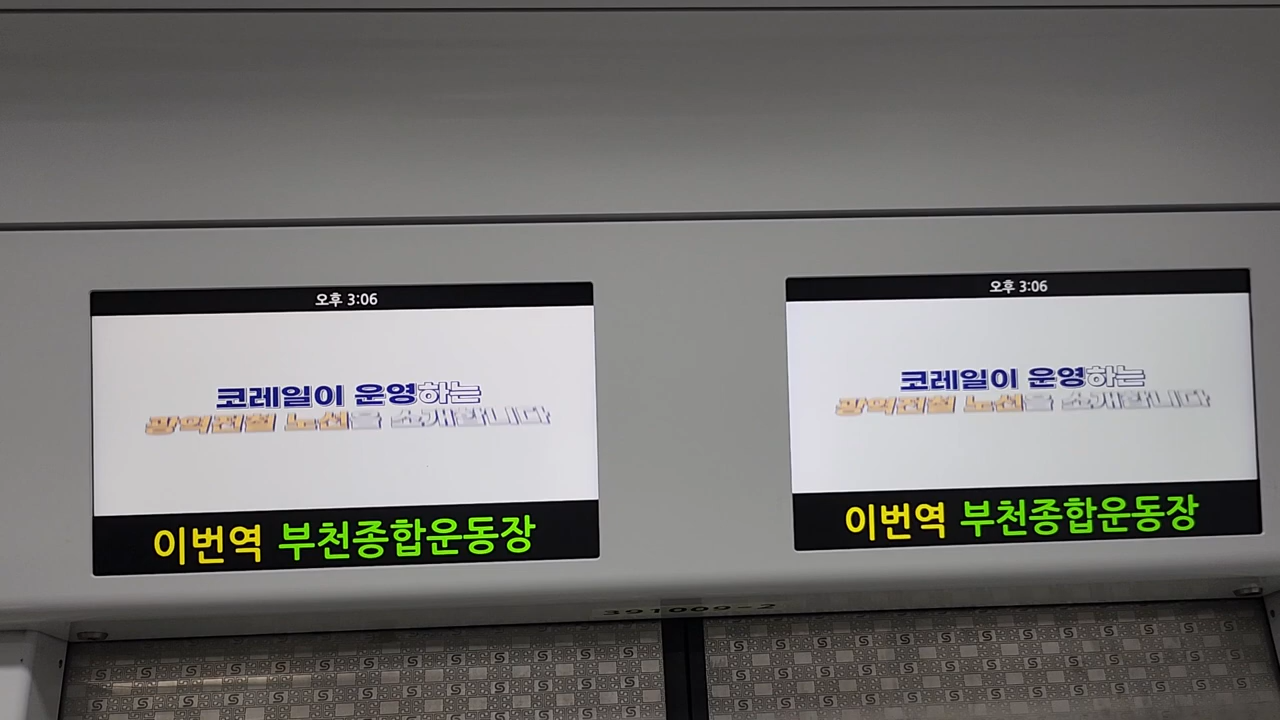 오후 3:06
코레일이 운영하는
광역전철 노선을 소개합니다
이번역 부천종합운동장
오후 3:06
코레일이 운영하는
광역전철 노선을 소개합니다
이번역 부천종합운동장
391009-2